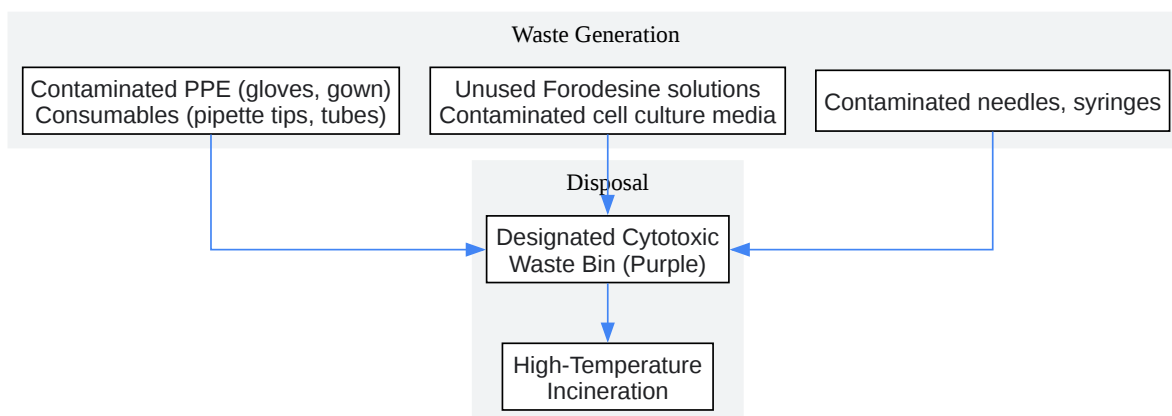 Waste Generation
Contaminated PPE (gloves, gown)
Consumables (pipette tips, tubes)
Unused Forodesine solutions
Contaminated cell culture media
Contaminated needles, syringes
Disposal
Designated Cytotoxic
Waste Bin (Purple)
High-Temperature
Incineration